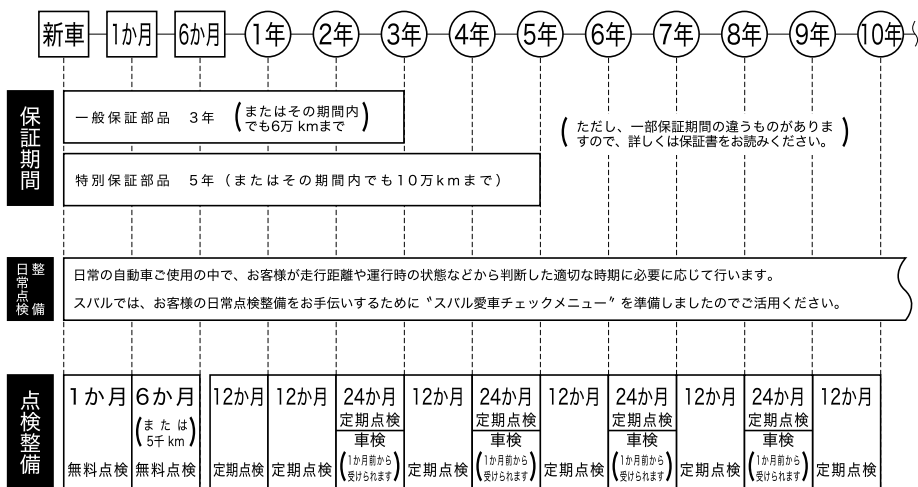 新車 1か月 6か月 1年 2年 3年 4年 5年 6年 7年 8年 9年 10年
保証期間
一般保証部品 3年 (またはその期間内
でも6万kmまで)
(ただし、一部保証期間の違うものがありま
すので、詳しくは保証書をお読みください。)
特別保証部品 5年(またはその期間内でも10万kmまで)
日常点検
整備
日常の自動車ご使用の中で、お客様が走行距離や運行時の状態などから判断した適切な時期に必要に応じて行います。
スバルでは、お客様の日常点検整備をお手伝いするために〝スバル愛車チェックメニュー〟を準備しましたのでご活用ください。
点検整備
1か月
無料点検
6か月
(または
5千km)
無料点検
12か月
定期点検
12か月
定期点検
24か月
定期点検
車検
(1か月前から
受けられます)
12か月
定期点検
24か月
定期点検
車検
(1か月前から
受けられます)
12か月
定期点検
24か月
定期点検
車検
(1か月前から
受けられます)
12か月
定期点検
24か月
定期点検
車検
(1か月前から
受けられます)
12か月
定期点検